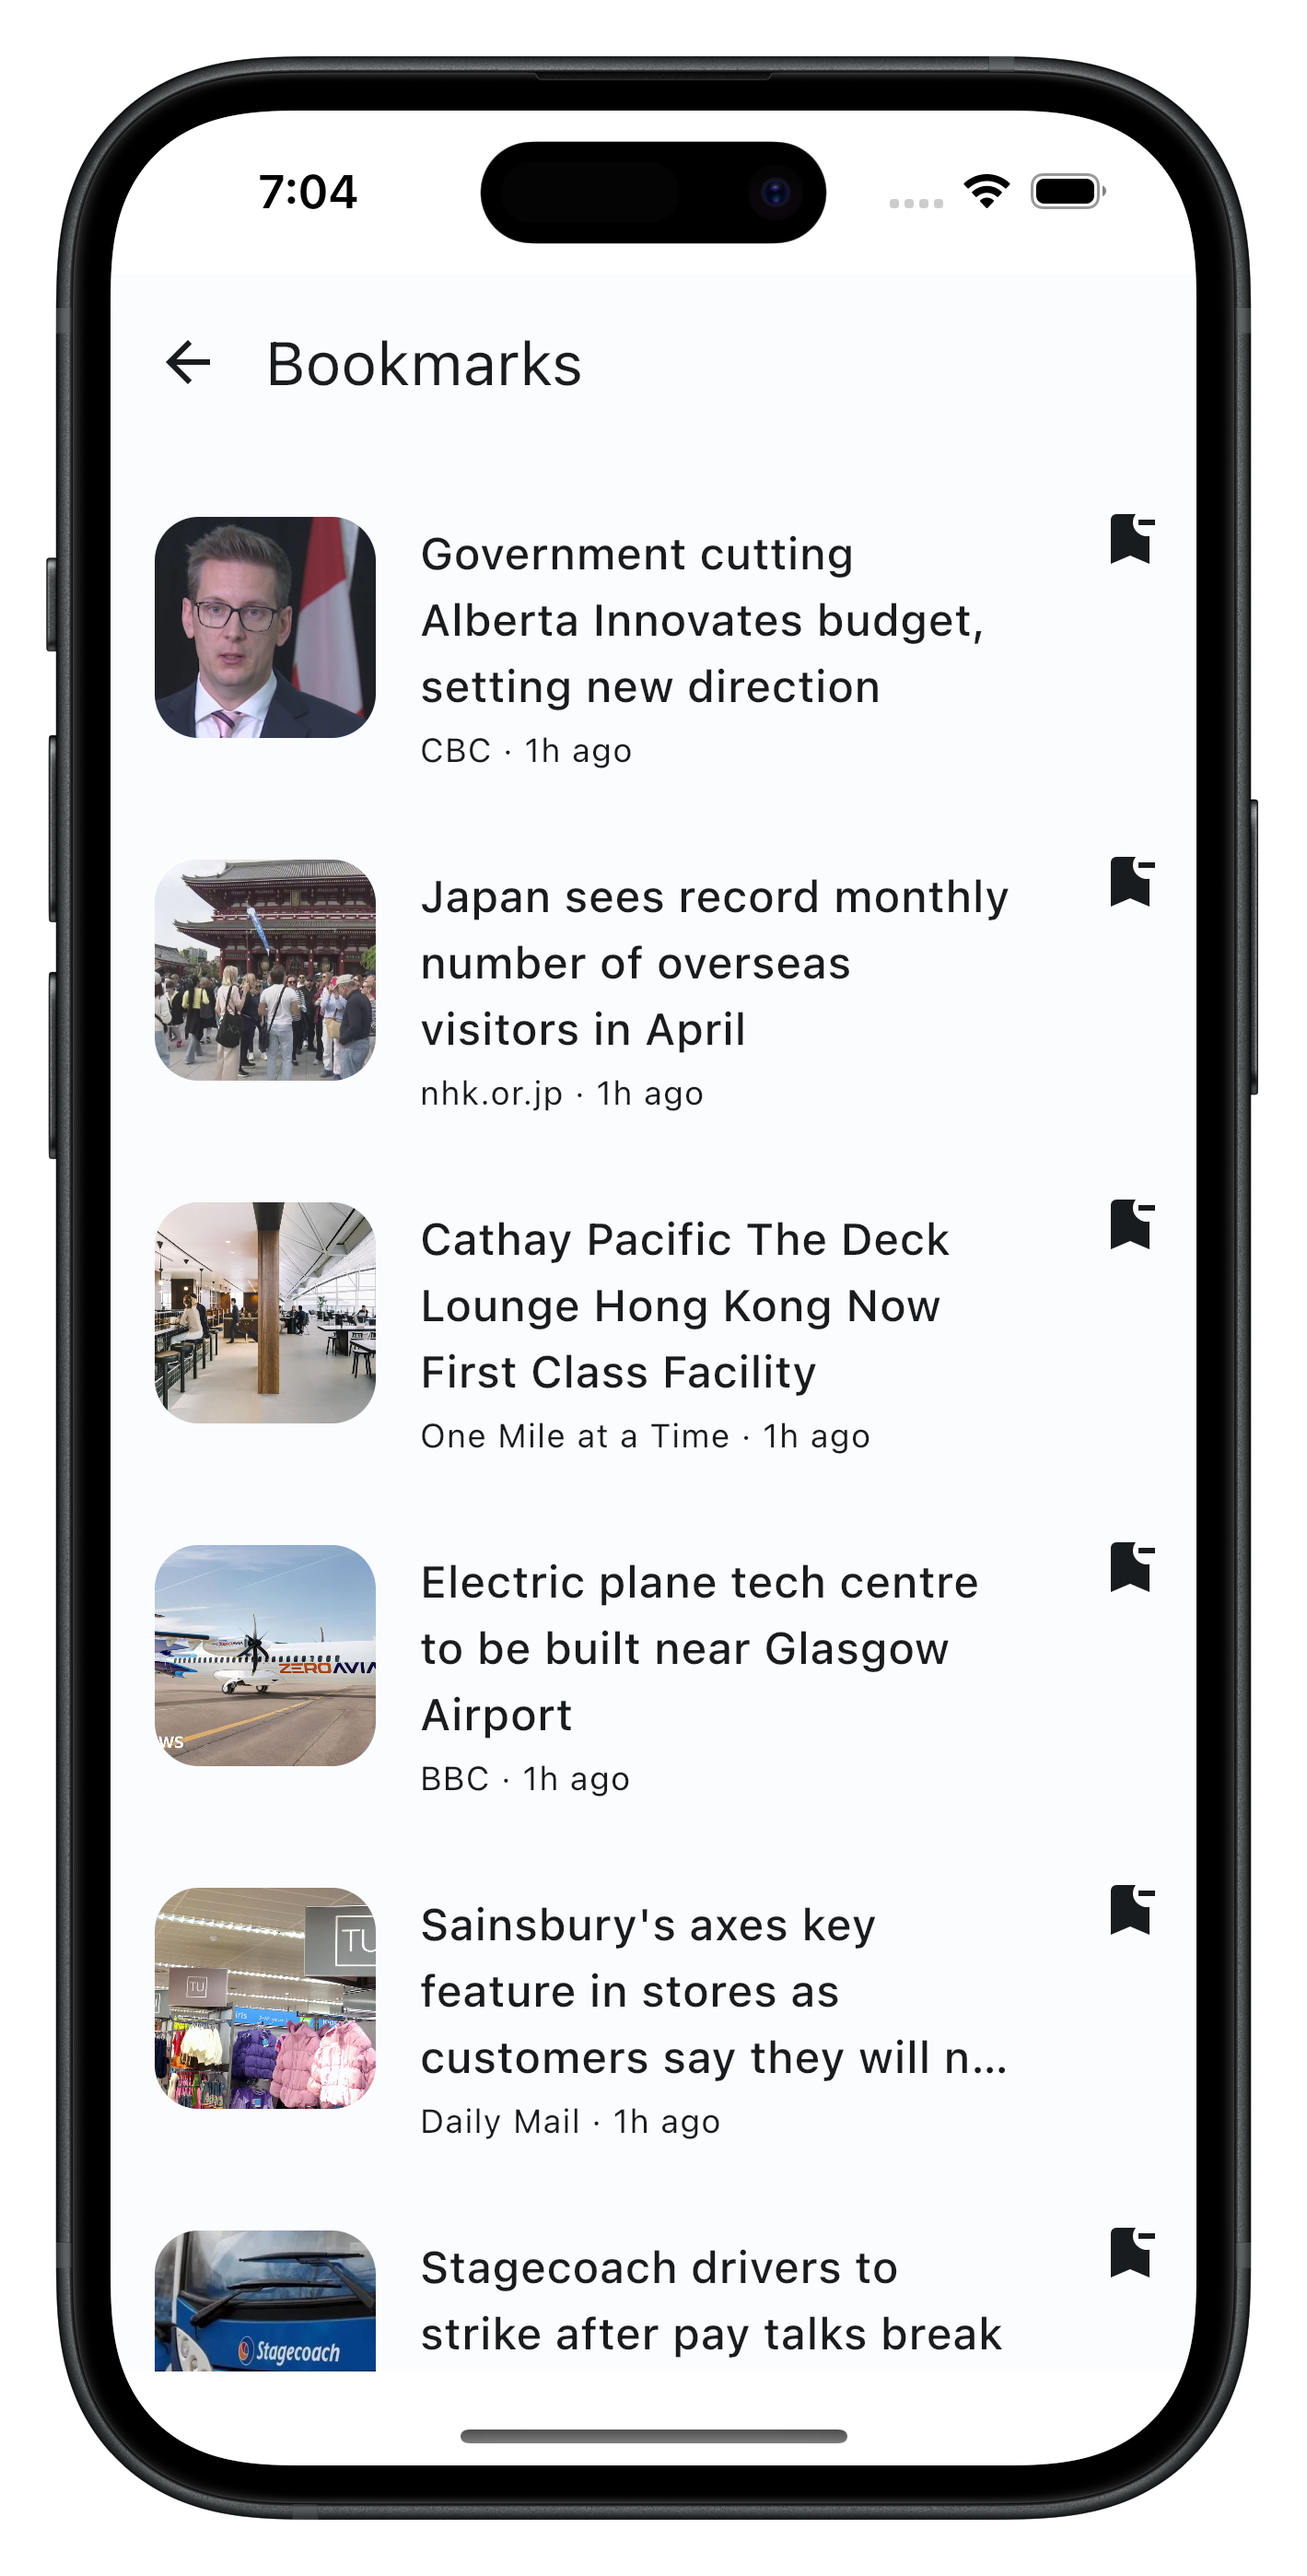 7:04
Bookmarks
Government cutting
Alberta Innovates budget,
setting new direction
CBC · 1h ago
Japan sees record monthly
number of overseas
visitors in April
nhk.or.jp · 1h ago
Cathay Pacific The Deck
Lounge Hong Kong Now
First Class Facility
One Mile at a Time · 1h ago
Electric plane tech centre
to be built near Glasgow
Airport
BBC · 1h ago
ZEROAVIA
WS
Sainsbury's axes key
feature in stores as
customers say they will n...
Daily Mail · 1h ago
TU
TU
Stagecoach drivers to
strike after pay talks break
Stagecoach